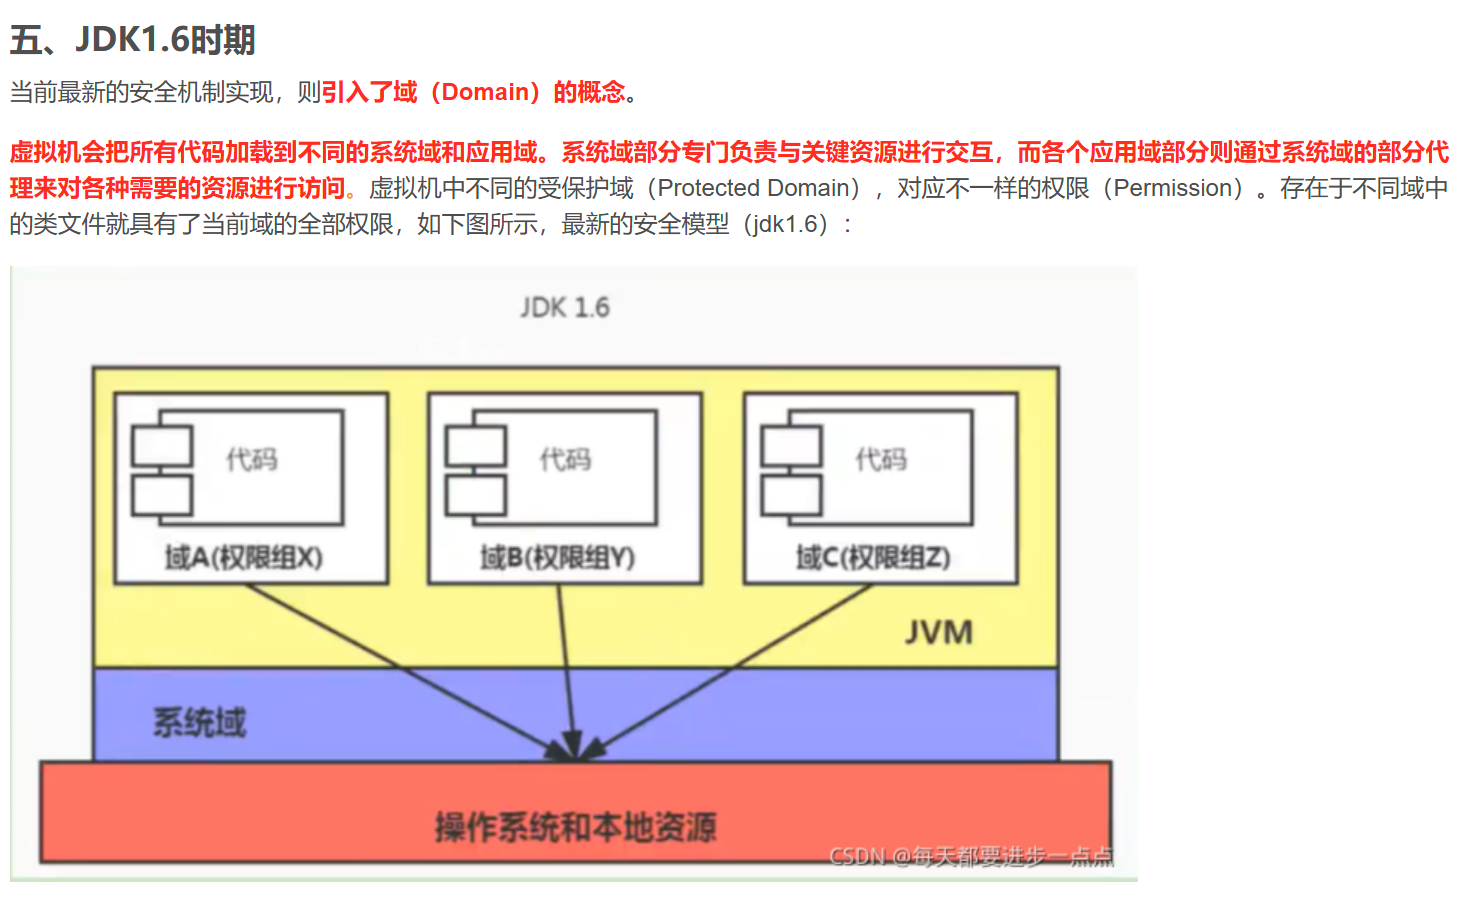 五、JDK1.6时期
当前最新的安全机制实现，则引入了域（Domain）的概念。
虚拟机会把所有代码加载到不同的系统域和应用域。系统域部分专门负责与关键资源进行交互，而各个应用域部分则通过系统域的部分代
理来对各种需要的资源进行访问。虚拟机中不同的受保护域（Protected Domain），对应不一样的权限（Permission）。存在于不同域中
的类文件就具有了当前域的全部权限，如下图所示，最新的安全模型（jdk1.6）：
JDK 1.6
代码
代码
代码
域A(权限组X)
域B(权限组Y)
域C(权限组Z)
JVM
系统域
操作系统和本地资源
CSDN @每天都要进步一点点